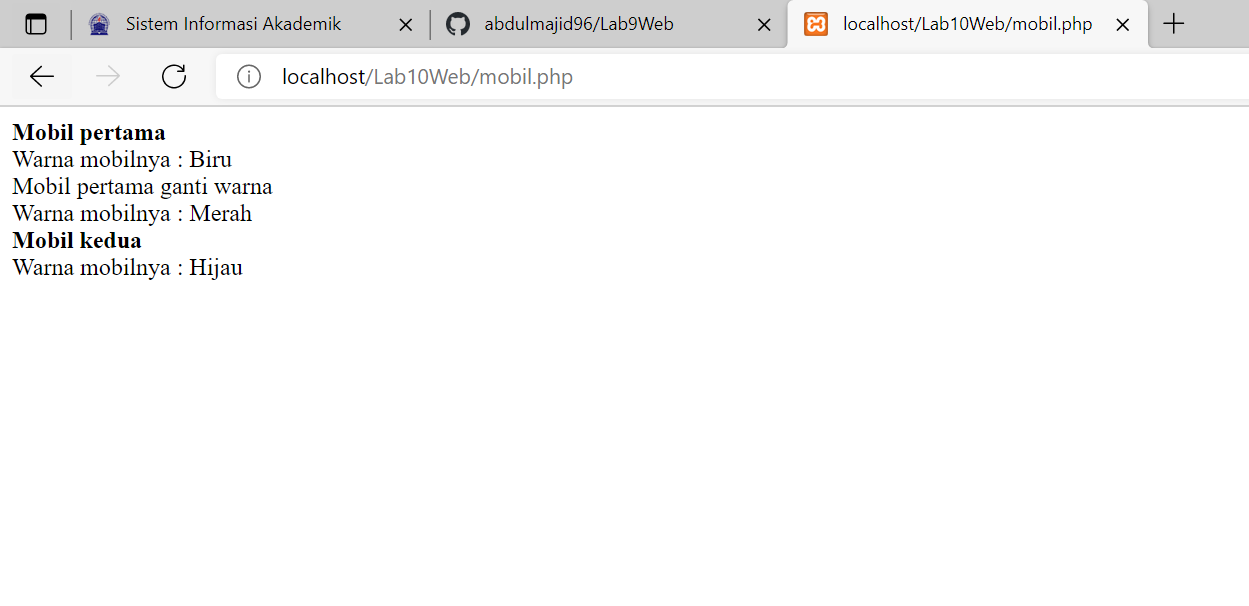 Sistem Informasi Akademik
abdulmajid96/Lab9Web
localhost/Lab10Web/mobil.php
localhost/Lab10Web/mobil.php
Mobil pertama
Warna mobilnya : Biru
Mobil pertama ganti warna
Warna mobilnya : Merah
Mobil kedua
Warna mobilnya : Hijau